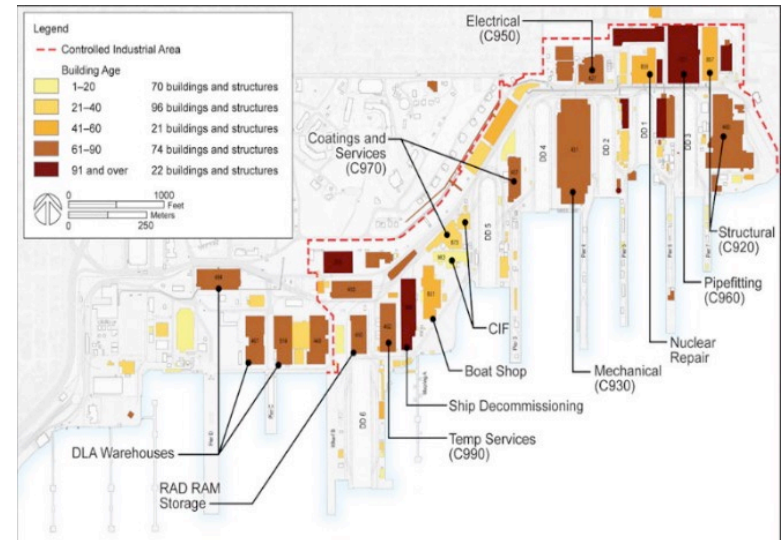 Legend
Controlled Industrial Area
Building Age
1–20 70 buildings and structures
21–40 96 buildings and structures
41–60 21 buildings and structures
61–90 74 buildings and structures
91 and over 22 buildings and structures
0 1000
Feet
Meters
0 250
Electrical
(C950)
Coatings and
Services
(C970)
DD 4
DD 2
DD 1
DD 3
DD 5
DD 6
Structural
(C920)
Pipefitting
(C960)
Nuclear
Repair
Mechanical
(C930)
CIF
Boat Shop
Ship Decommissioning
Temp Services
(C990)
DLA Warehouses
RAD RAM
Storage